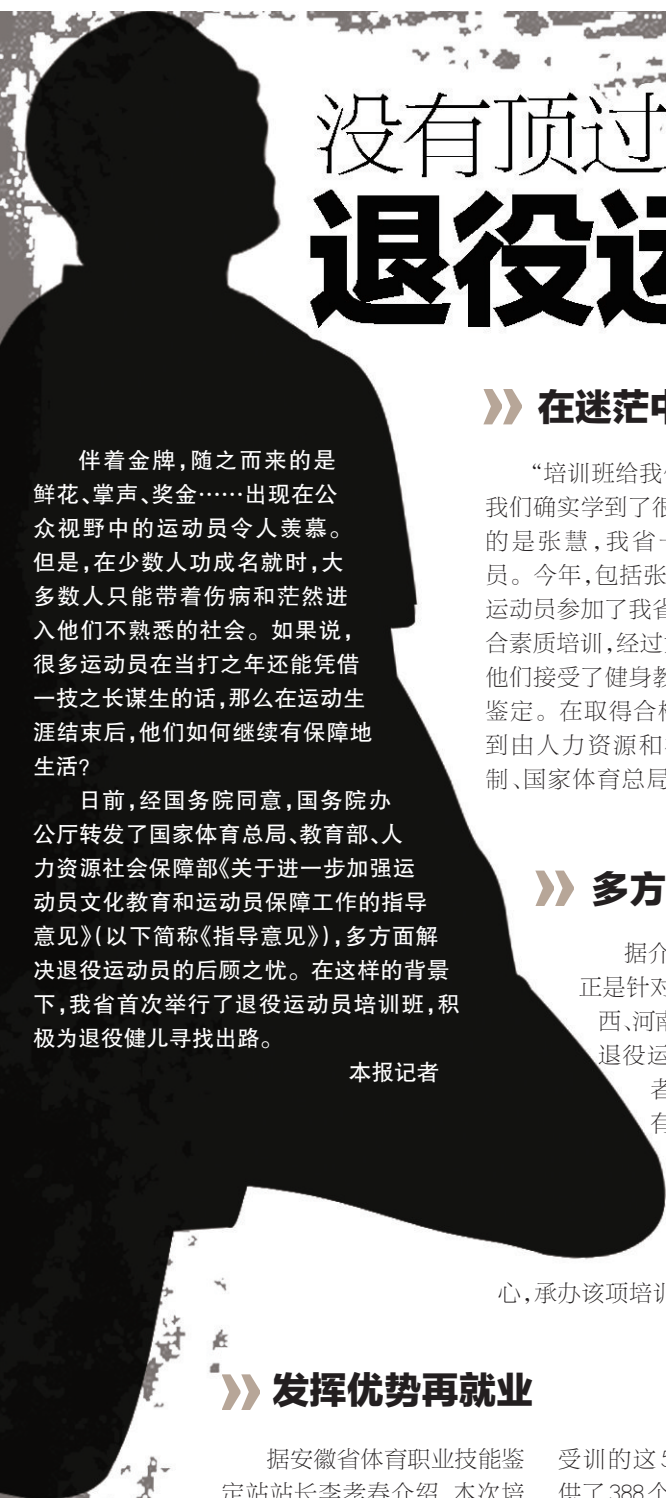 没有顶过
退役运
伴着金牌，随之而来的是
鲜花、掌声、奖金……出现在公
众视野中的运动员令人羡慕。
但是，在少数人功成名就时，大
多数人只能带着伤病和茫然进
入他们不熟悉的社会。如果说，
很多运动员在当打之年还能凭借
一技之长谋生的话，那么在运动生
涯结束后，他们如何继续有保障地
生活？
日前，经国务院同意，国务院办
公厅转发了国家体育总局、教育部、人
力资源社会保障部《关于进一步加强运
动员文化教育和运动员保障工作的指导
意见》（以下简称《指导意见》），多方面解
决退役运动员的后顾之忧。在这样的背景
下，我省首次举行了退役运动员培训班，积
极为退役健儿寻找出路。
本报记者
在迷茫中
“培训班给我
我们确实学到了很
的是张慧，我省一
员。今年，包括张
运动员参加了我省
合素质培训，经过
他们接受了健身教
鉴定。在取得合格
到由人力资源和
制、国家体育总局
多方
据介
正是针对
西、河南
退役运
者
有
心，承办该项培训
发挥优势再就业
据安徽省体育职业技能鉴
定站站长李孝春介绍，本次培
受训的这5
供了388个